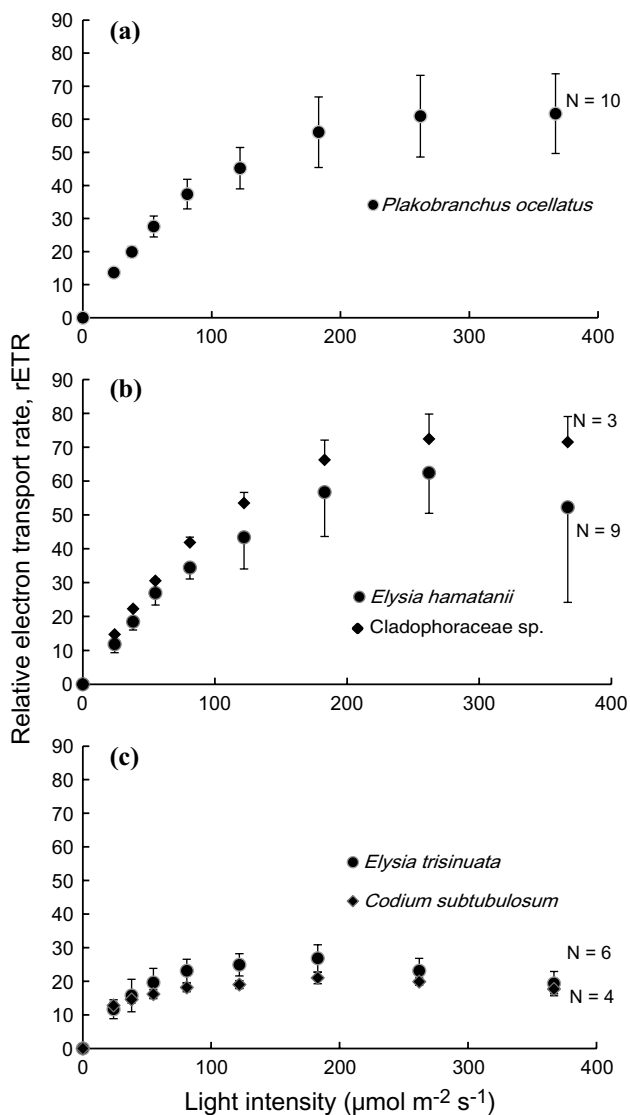 Relative electron transport rate, rETR
(a)
90
80
70
60
50
40
30
20
10
0
N = 10
Plakobranchus ocellatus
0 100 200 300 400
(b)
90
80
70
60
50
40
30
20
10
0
N = 3
N = 9
Elysia hamatanii
Cladophoraceae sp.
0 100 200 300 400
(c)
90
80
70
60
50
40
30
20
10
0
Elysia trisinuata
Codium subtubulosum
N = 6
N = 4
0 100 200 300 400
Light intensity (µmol m⁻² s⁻¹)